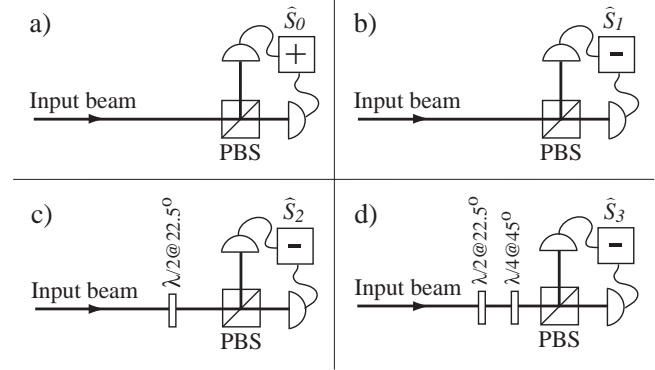 a)
Ŝ0
+
Input beam
PBS
b)
Ŝ1
-
Input beam
PBS
c)
λ/2@22.5°
Ŝ2
-
Input beam
PBS
d)
λ/2@22.5°
λ/4@45°
Ŝ3
-
Input beam
PBS